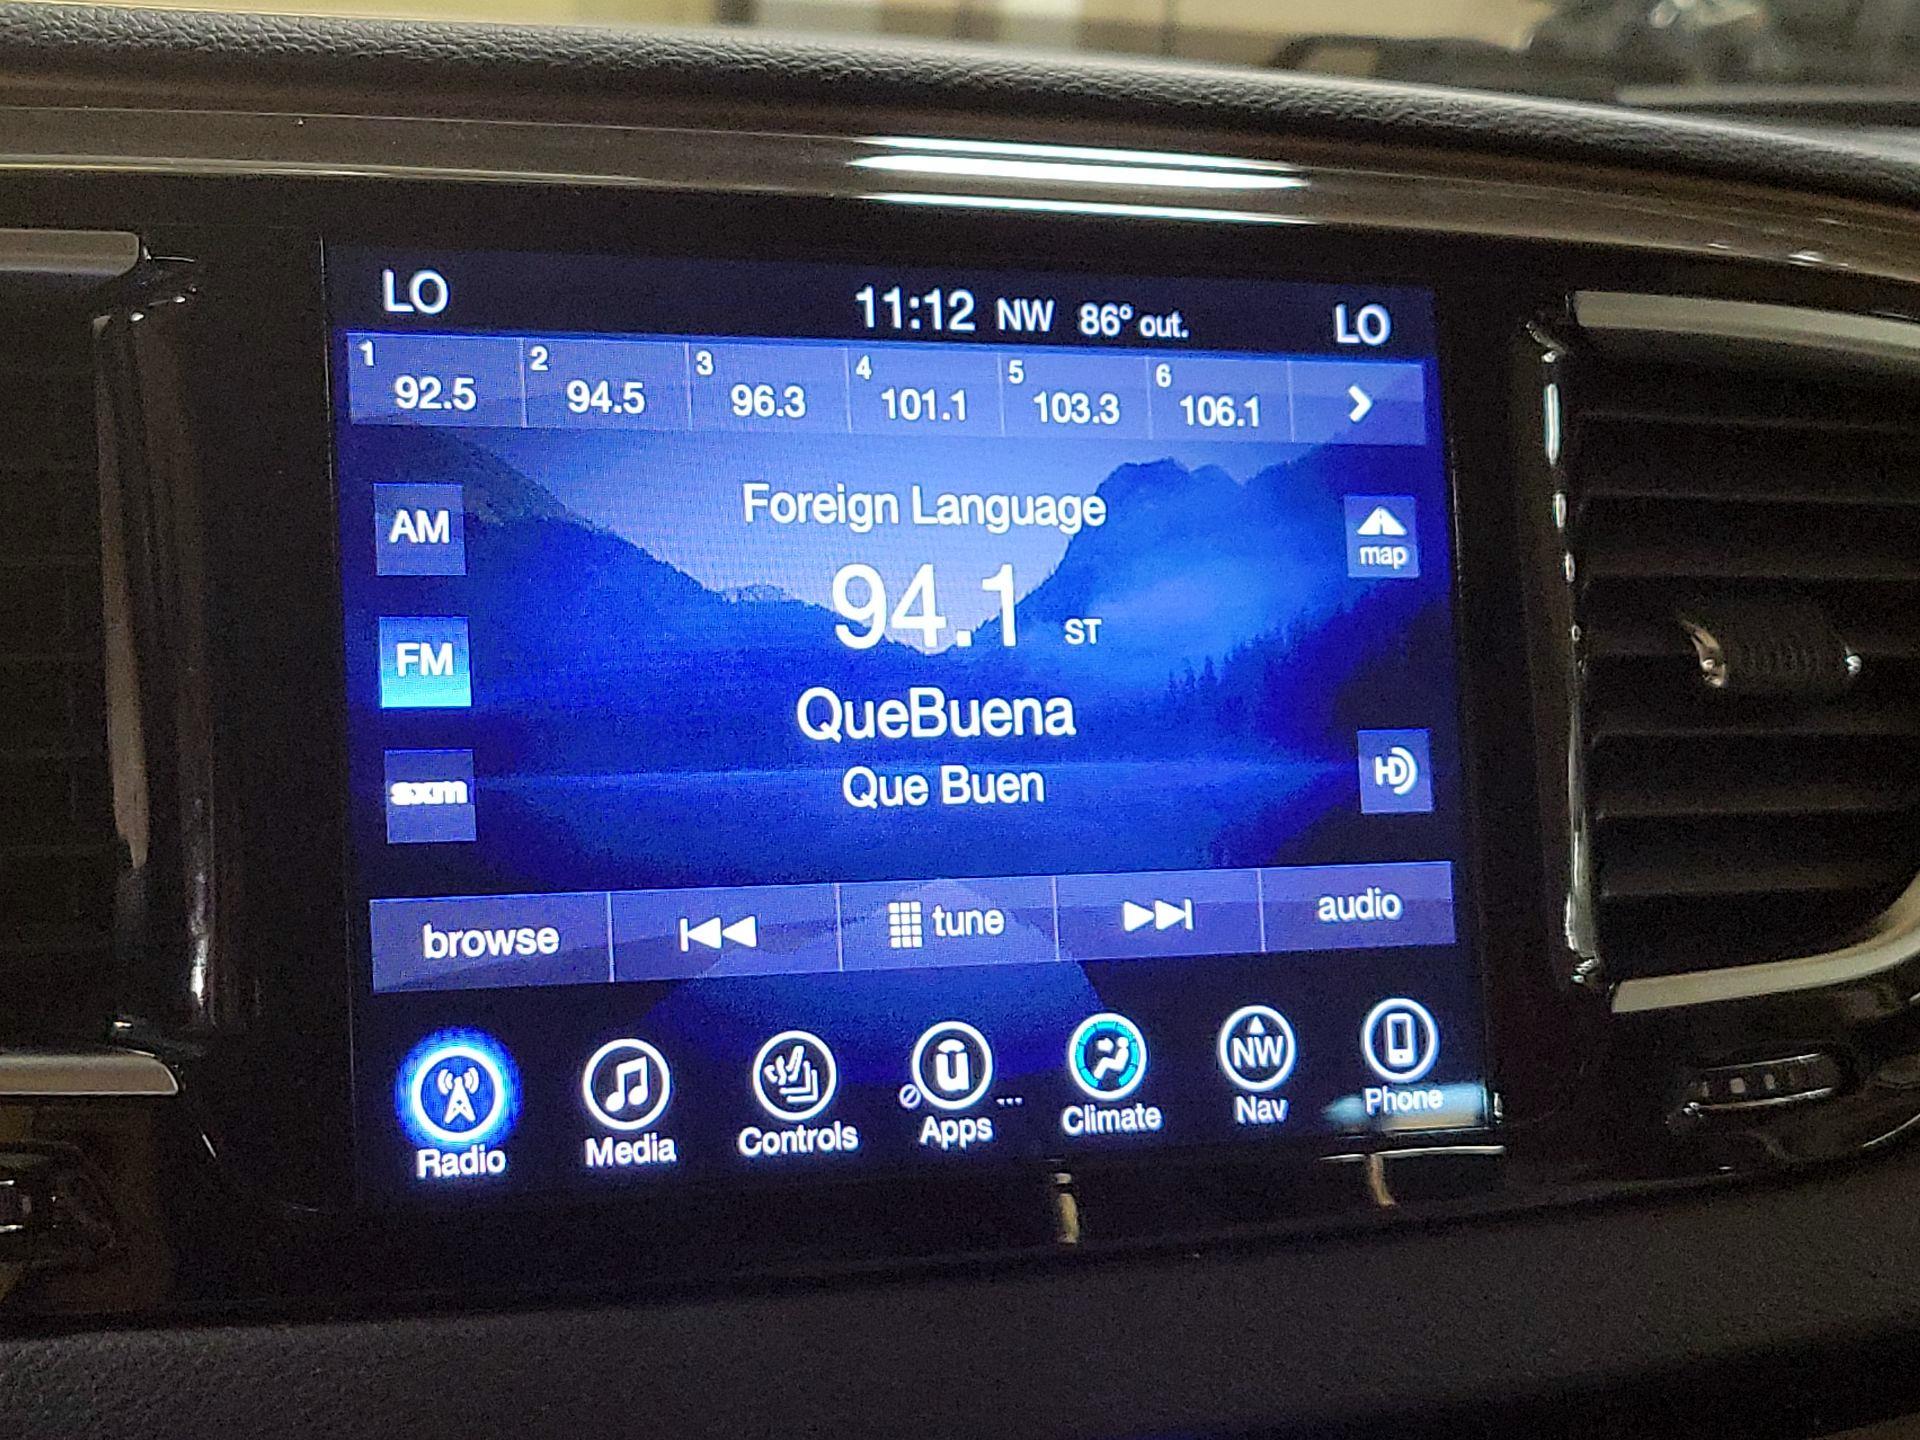 LO 11:12 NW 86° out. LO
1 92.5 2 94.5 3 96.3 4 101.1 5 103.3 6 106.1
Foreign Language
AM
map
94.1 ST
FM
QueBuena
Que Buen
sxm
HD
browse tune audio
u NW
Radio Media Controls Apps ... Climate Nav Phone